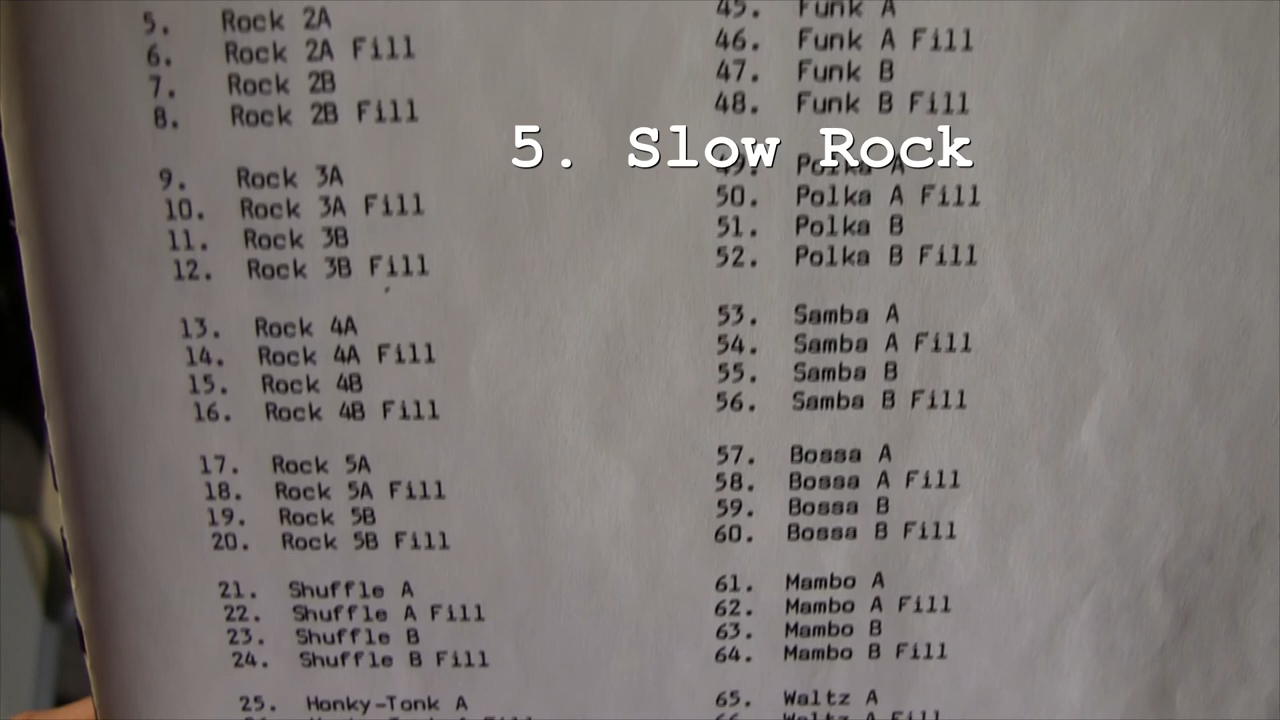 5. Rock 2A
6. Rock 2A Fill
7. Rock 2B
8. Rock 2B Fill
9. Rock 3A
10. Rock 3A Fill
11. Rock 3B
12. Rock 3B Fill
13. Rock 4A
14. Rock 4A Fill
15. Rock 4B
16. Rock 4B Fill
17. Rock 5A
18. Rock 5A Fill
19. Rock 5B
20. Rock 5B Fill
21. Shuffle A
22. Shuffle A Fill
23. Shuffle B
24. Shuffle B Fill
25. Honky-Tonk A
45. Funk A
46. Funk A Fill
47. Funk B
48. Funk B Fill
5. Slow Rock
49. Polka A
50. Polka A Fill
51. Polka B
52. Polka B Fill
53. Samba A
54. Samba A Fill
55. Samba B
56. Samba B Fill
57. Bossa A
58. Bossa A Fill
59. Bossa B
60. Bossa B Fill
61. Mambo A
62. Mambo A Fill
63. Mambo B
64. Mambo B Fill
65. Waltz A
66. Waltz A Fill